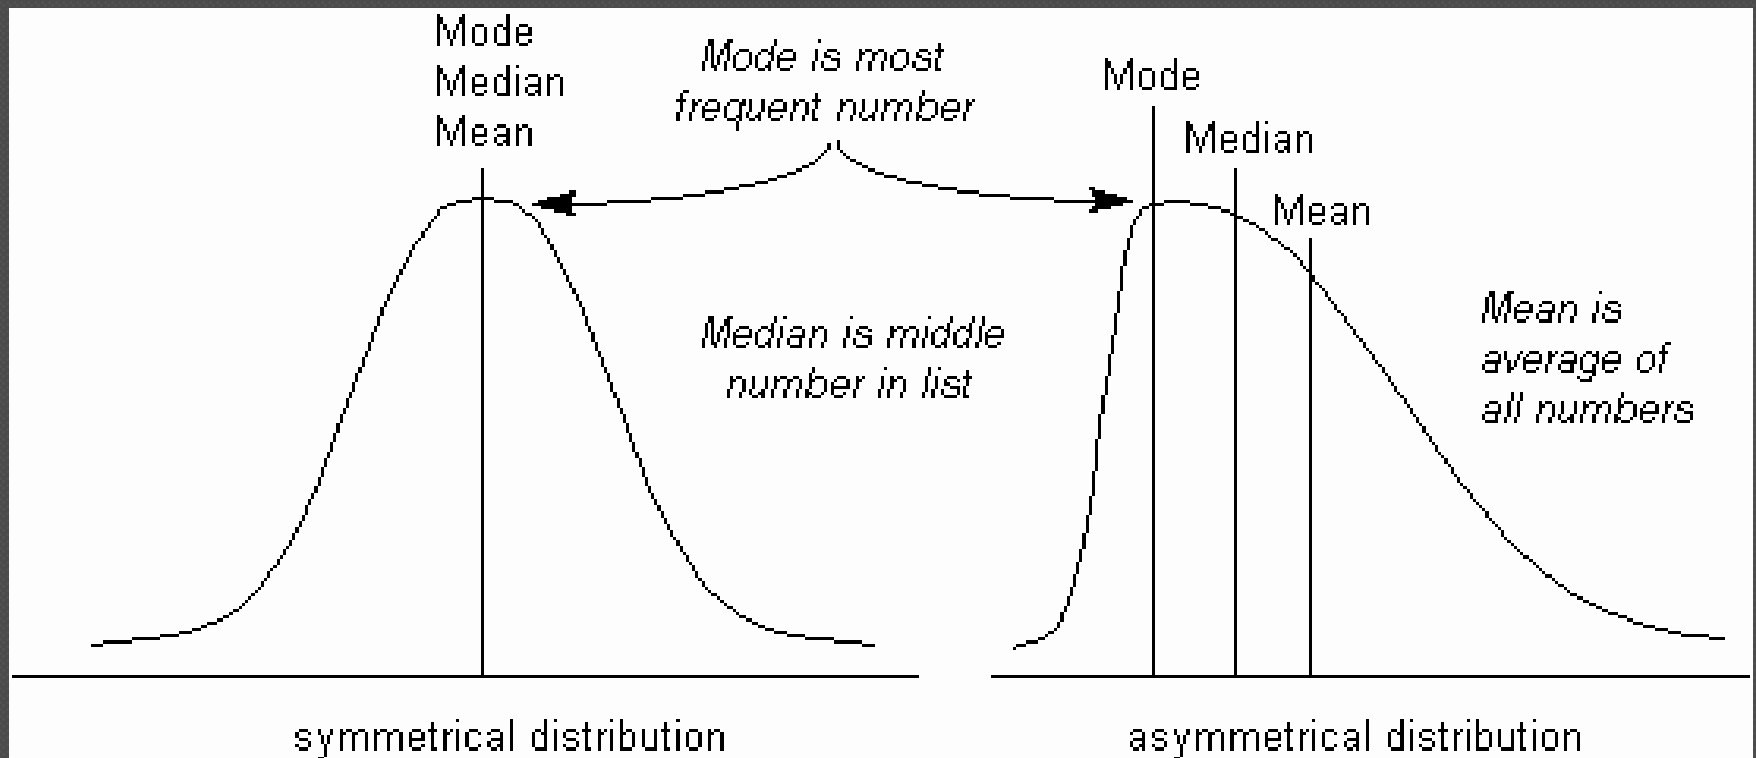 Mode
Median
Mean
Mode is most
frequent number
Mode
Median
Mean
Median is middle
number in list
Mean is
average of
all numbers
symmetrical distribution
asymmetrical distribution